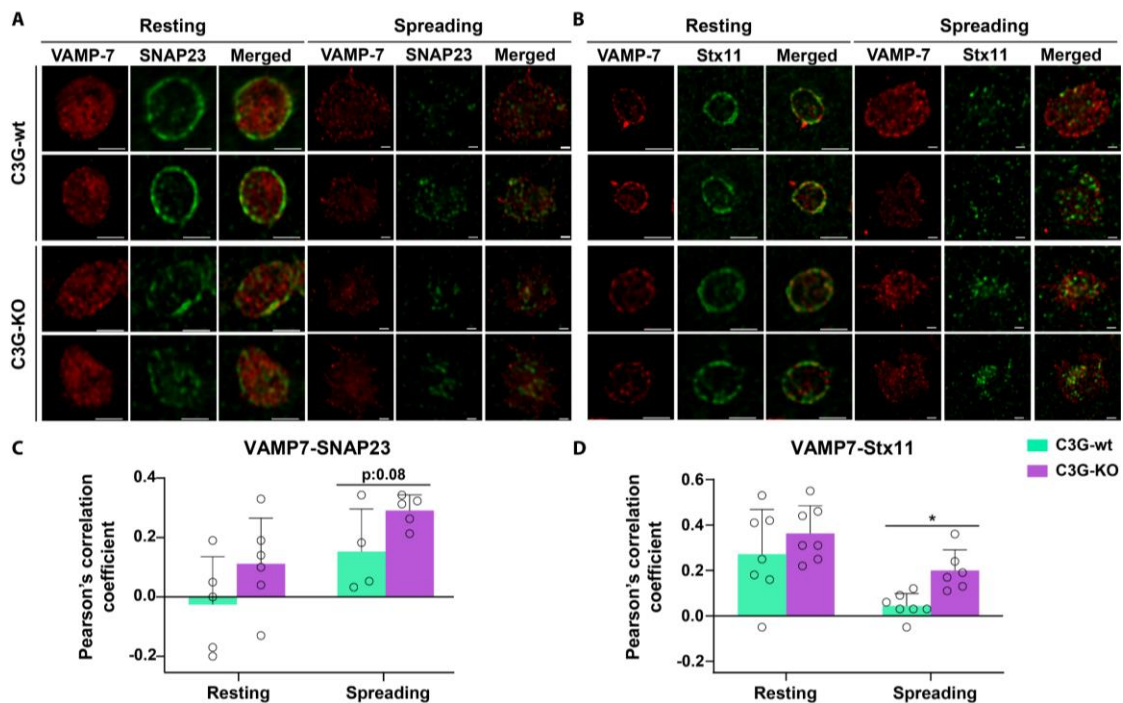 A
Resting Spreading
VAMP-7 SNAP23 Merged VAMP-7 SNAP23 Merged
C3G-wt
C3G-KO
B
Resting Spreading
VAMP-7 Stx11 Merged VAMP-7 Stx11 Merged
C
VAMP7-SNAP23
p:0.08
Pearson's correlation
coefficient
0.4
0.2
0.0
-0.2
Resting Spreading
D
VAMP7-Stx11
*
Pearson's correlation
coefficient
0.6
0.4
0.2
0.0
-0.2
Resting Spreading
C3G-wt
C3G-KO